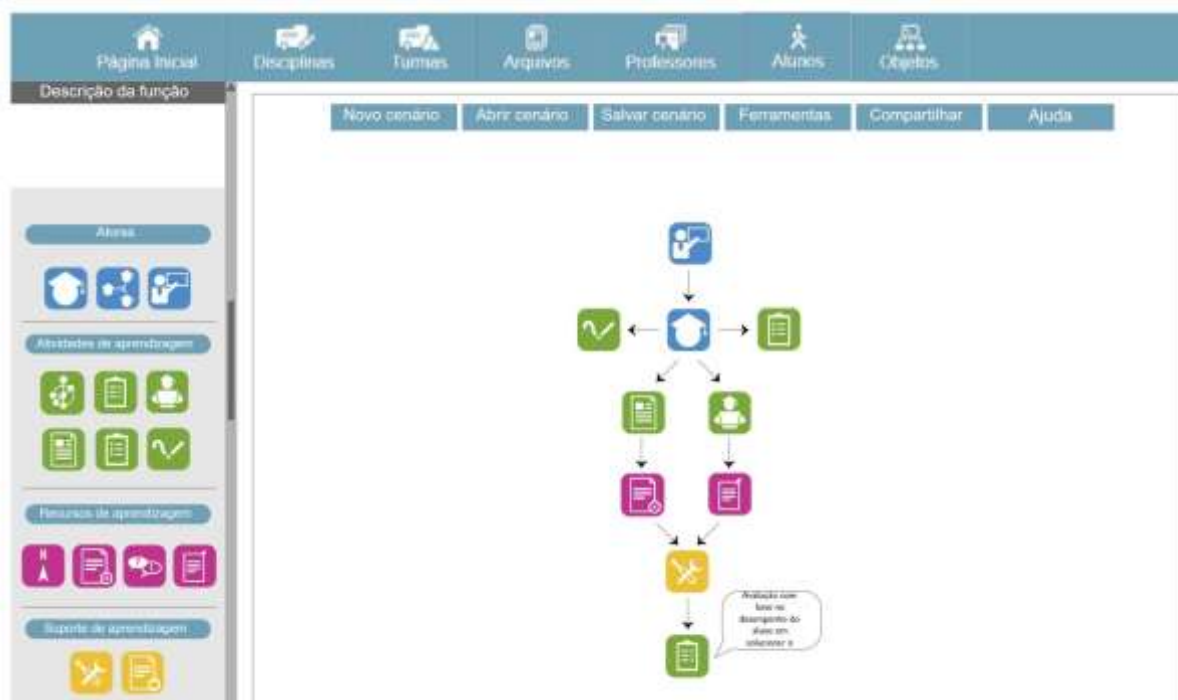 Página Inicial
Disciplinas
Turmas
Arquivos
Professores
Alunos
Objetos
Descrição da função
Novo cenário
Abrir cenário
Salvar cenário
Ferramentas
Compartilhar
Ajuda
Atores
Atividades de aprendizagem
Recursos de aprendizagem
Suporte de aprendizagem
Avaliação com
base no
desempenho do
aluno em
solucionar o